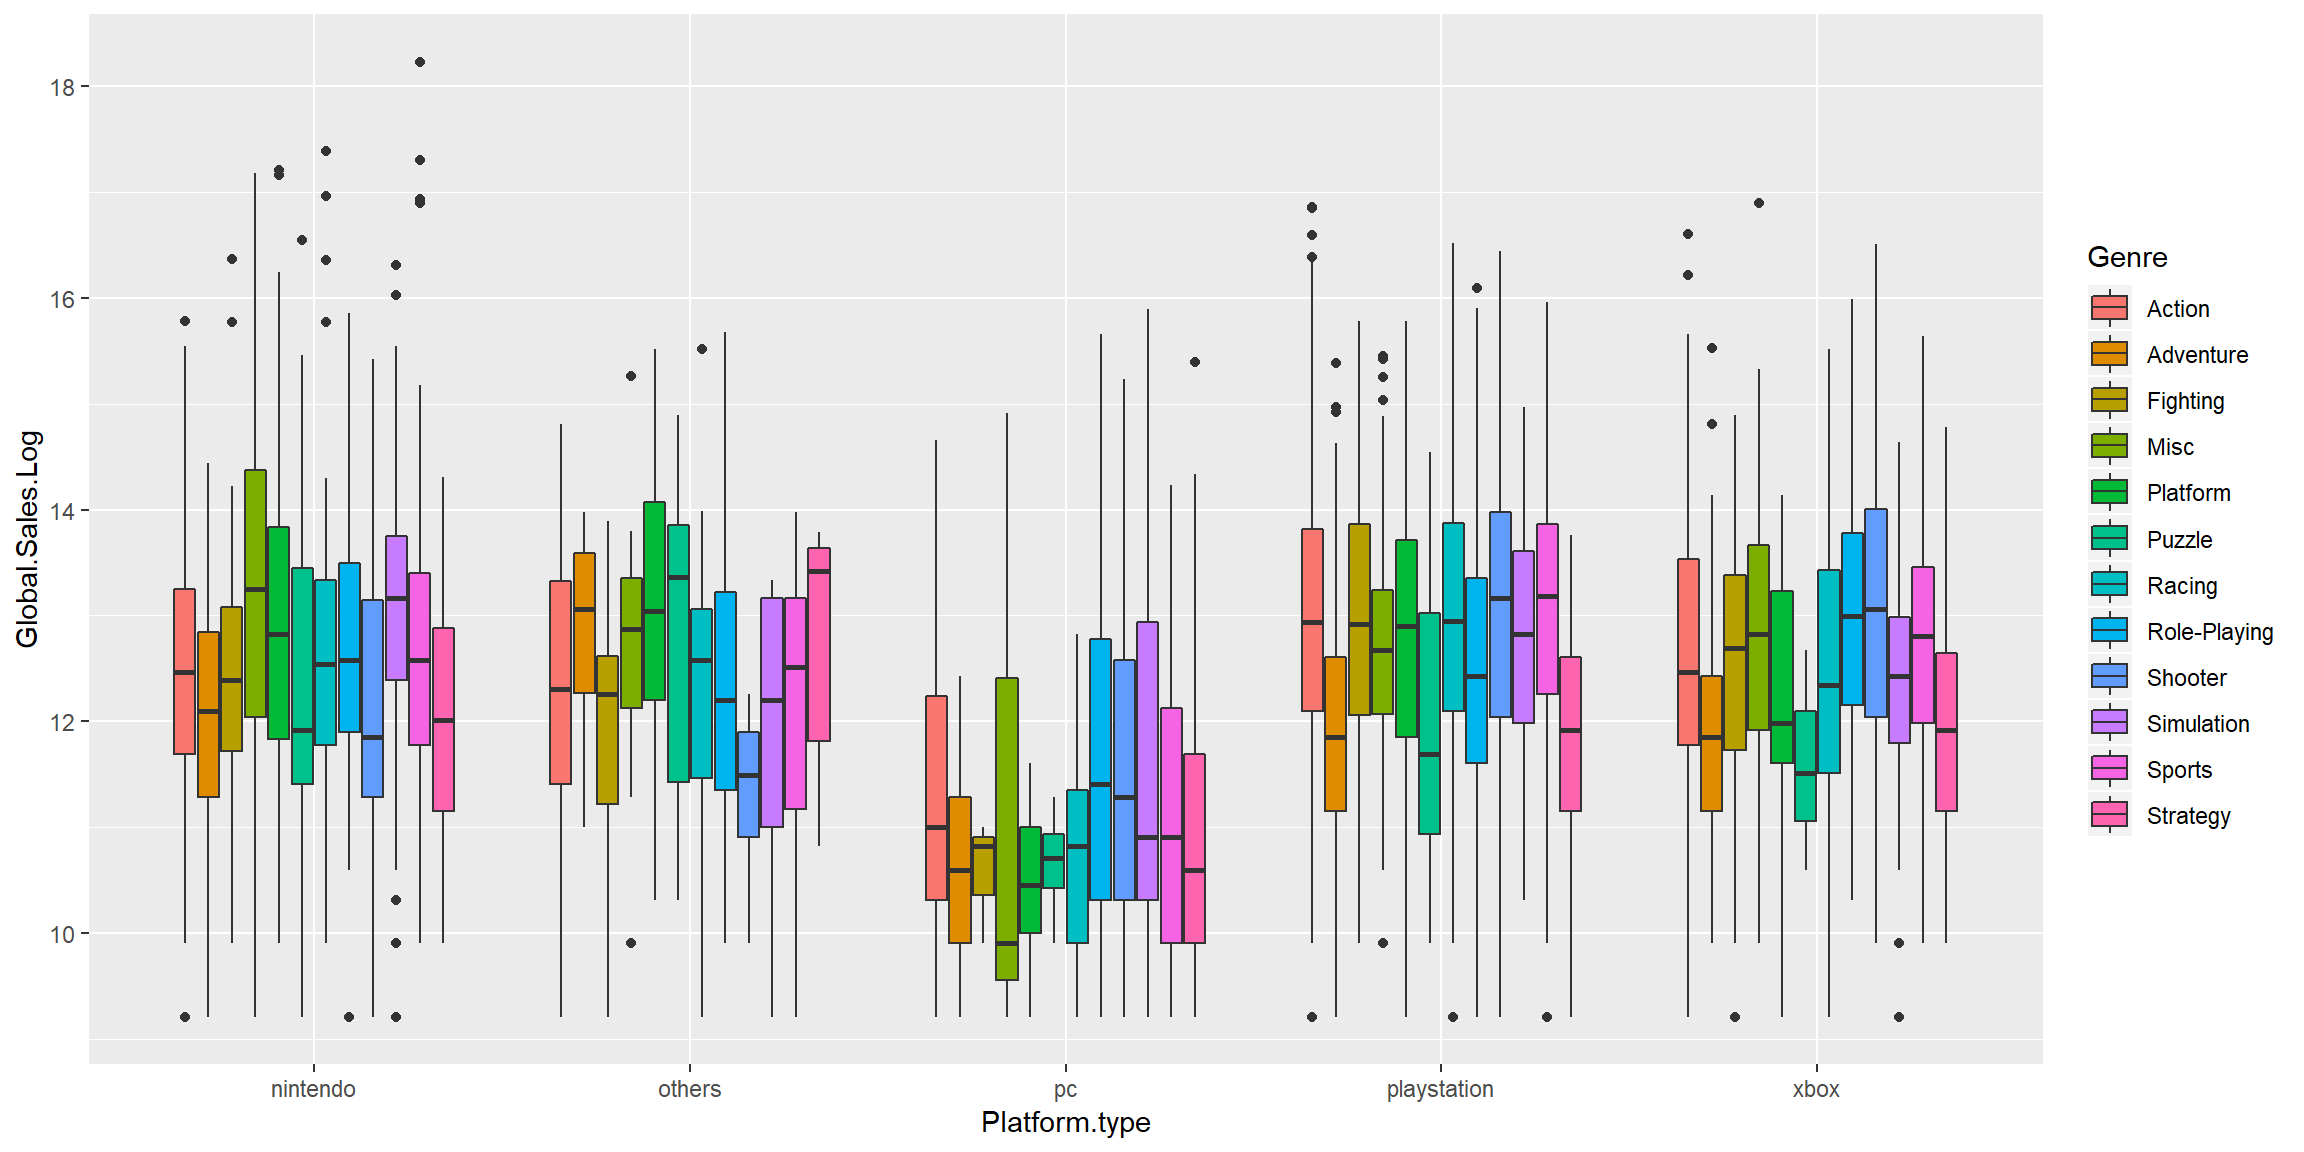 Global.Sales.Log
18
16
14
12
10
nintendo
others
pc
playstation
xbox
Platform.type
Genre
Action
Adventure
Fighting
Misc
Platform
Puzzle
Racing
Role-Playing
Shooter
Simulation
Sports
Strategy